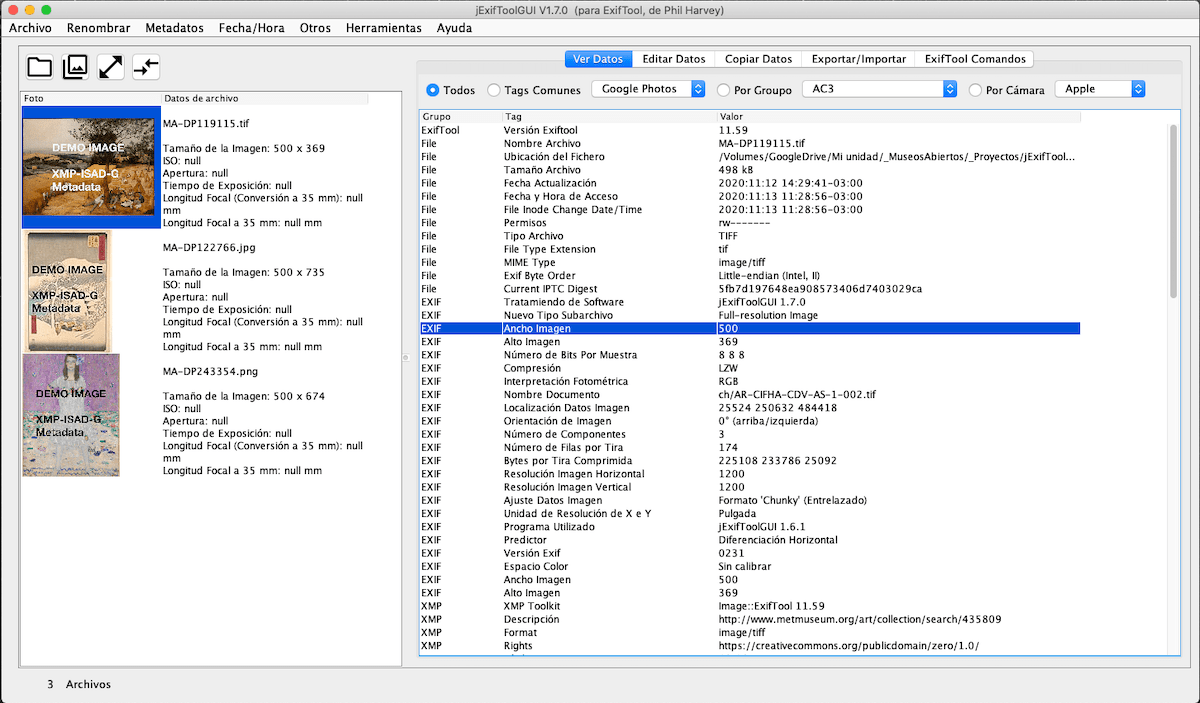 jExifToolGUI V1.7.0 (para ExifTool, de Phil Harvey)
Archivo Renombrar Metadatos Fecha/Hora Otros Herramientas Ayuda
Ver Datos Editar Datos Copiar Datos Exportar/Importar ExifTool Comandos
Todos Tags Comunes Google Photos Por Grupo AC3 Por Cámara Apple
Foto Datos de archivo
DEMO IMAGE
XMP-ISAD-G
Metadata
MA-DP119115.tif
Tamaño de la Imagen: 500 x 369
ISO: null
Apertura: null
Tiempo de Exposición: null
Longitud Focal (Conversión a 35 mm): null
mm
Longitud Focal a 35 mm: null mm
DEMO IMAGE
XMP-ISAD-G
Metadata
MA-DP122766.jpg
Tamaño de la Imagen: 500 x 735
ISO: null
Apertura: null
Tiempo de Exposición: null
Longitud Focal (Conversión a 35 mm): null
mm
Longitud Focal a 35 mm: null mm
DEMO IMAGE
XMP-ISAD-G
Metadata
MA-DP243354.png
Tamaño de la Imagen: 500 x 674
ISO: null
Apertura: null
Tiempo de Exposición: null
Longitud Focal (Conversión a 35 mm): null
mm
Longitud Focal a 35 mm: null mm
Grupo Tag Valor
ExifTool Versión Exiftool 11.59
File Nombre Archivo MA-DP119115.tif
File Ubicación del Fichero /Volumes/GoogleDrive/Mi unidad/_MuseosAbiertos/_Proyectos/jExifTool...
File Tamaño Archivo 498 kB
File Fecha Actualización 2020:11:12 14:29:41-03:00
File Fecha y Hora de Acceso 2020:11:13 11:28:56-03:00
File File Inode Change Date/Time 2020:11:13 11:28:56-03:00
File Permisos rw-------
File Tipo Archivo TIFF
File File Type Extension tif
File MIME Type image/tiff
File Exif Byte Order Little-endian (Intel, II)
File Current IPTC Digest 5fb7d197648ea908573406d7403029ca
EXIF Tratamiendo de Software jExifToolGUI 1.7.0
EXIF Nuevo Tipo Subarchivo Full-resolution Image
EXIF Ancho Imagen 500
EXIF Alto Imagen 369
EXIF Número de Bits Por Muestra 8 8 8
EXIF Compresión LZW
EXIF Interpretación Fotométrica RGB
EXIF Nombre Documento ch/AR-CIFHA-CDV-AS-1-002.tif
EXIF Localización Datos Imagen 25524 250632 484418
EXIF Orientación de Imagen 0° (arriba/izquierda)
EXIF Número de Componentes 3
EXIF Número de Filas por Tira 174
EXIF Bytes por Tira Comprimida 225108 233786 25092
EXIF Resolución Imagen Horizontal 1200
EXIF Resolución Imagen Vertical 1200
EXIF Ajuste Datos Imagen Formato 'Chunky' (Entrelazado)
EXIF Unidad de Resolución de X e Y Pulgada
EXIF Programa Utilizado jExifToolGUI 1.6.1
EXIF Predictor Diferenciación Horizontal
EXIF Versión Exif 0231
EXIF Espacio Color Sin calibrar
EXIF Ancho Imagen 500
EXIF Alto Imagen 369
XMP XMP Toolkit Image::ExifTool 11.59
XMP Descripción http://www.metmuseum.org/art/collection/search/435809
XMP Format image/tiff
XMP Rights https://creativecommons.org/publicdomain/zero/1.0/
3 Archivos